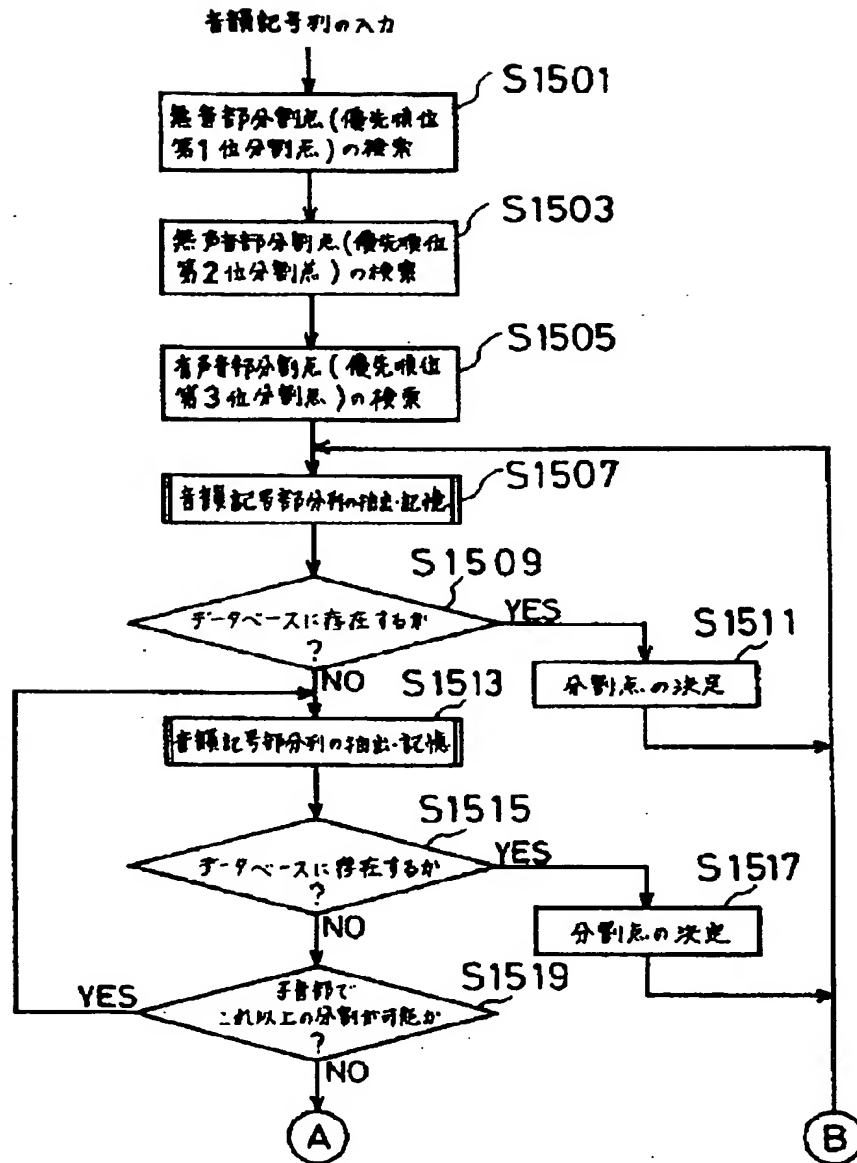 音韻記号列の入力
S1501
無音部分割点(優先順位
第1位分割点)の検索
S1503
無声音部分割点(優先順位
第2位分割点)の検索
S1505
有声音部分割点(優先順位
第3位分割点)の検索
S1507
音韻記号部分列の抽出・記憶
S1509
データベースに存在するか
?
YES
NO
S1511
分割点の決定
S1513
音韻記号部分列の抽出・記憶
S1515
データベースに存在するか
?
YES
NO
S1517
分割点の決定
S1519
子音部で
これ以上の分割が可能か
?
YES
NO
A
B